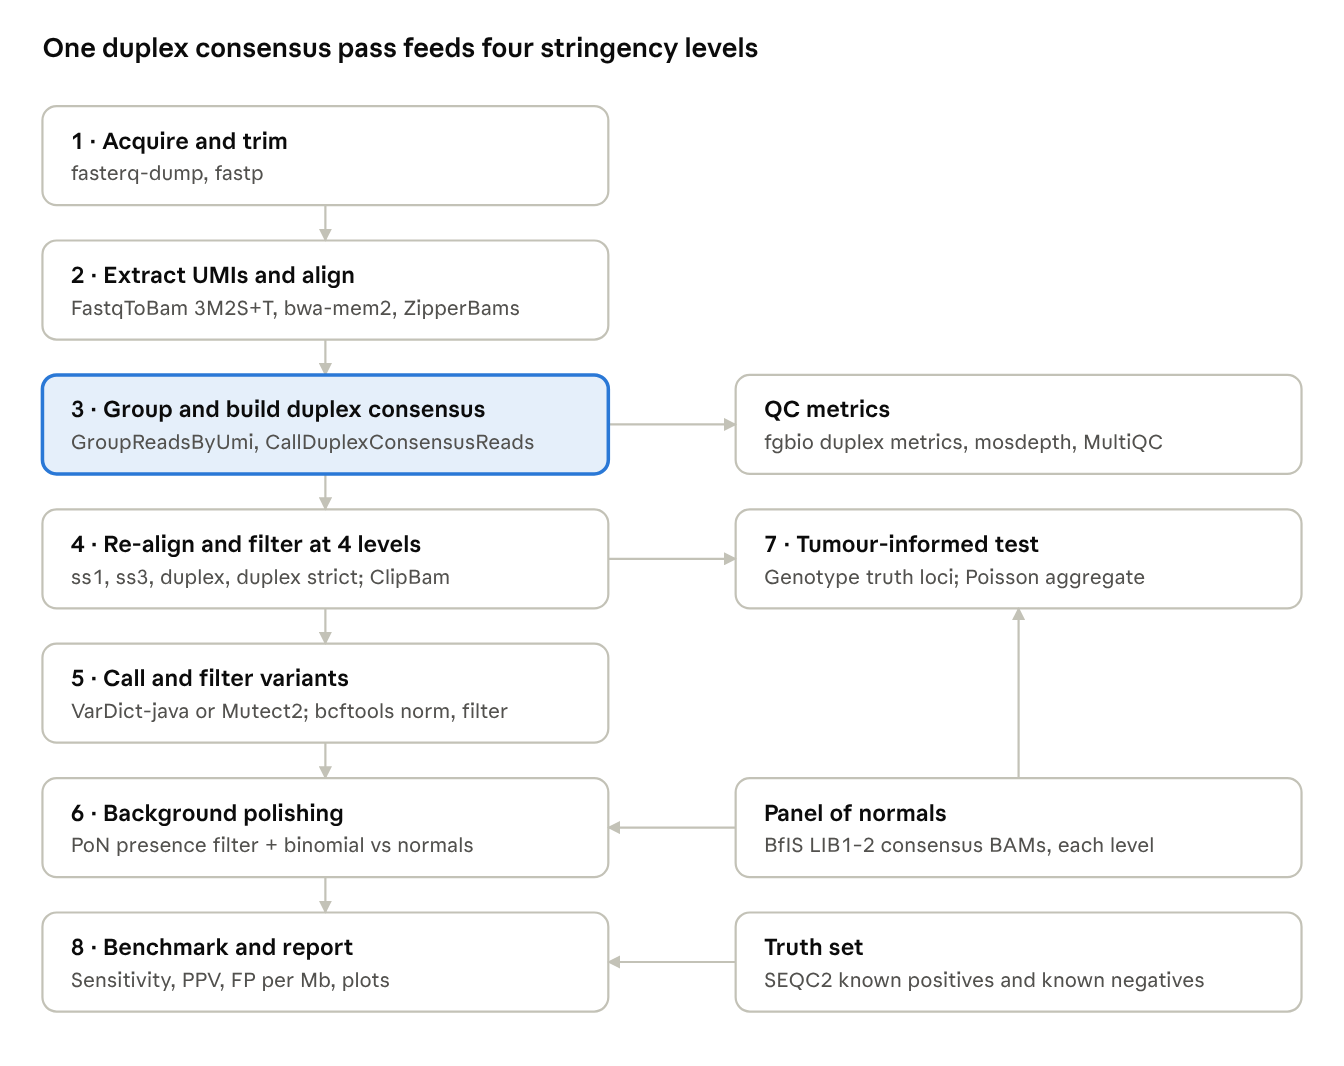 One duplex consensus pass feeds four stringency levels
1 · Acquire and trim
fasterq-dump, fastp
2 · Extract UMIs and align
FastqToBam 3M2S+T, bwa-mem2, ZipperBams
3 · Group and build duplex consensus
GroupReadsByUmi, CallDuplexConsensusReads
QC metrics
fgbio duplex metrics, mosdepth, MultiQC
4 · Re-align and filter at 4 levels
ss1, ss3, duplex, duplex strict; ClipBam
7 · Tumour-informed test
Genotype truth loci; Poisson aggregate
5 · Call and filter variants
VarDict-java or Mutect2; bcftools norm, filter
6 · Background polishing
PoN presence filter + binomial vs normals
Panel of normals
BfIS LIB1-2 consensus BAMs, each level
8 · Benchmark and report
Sensitivity, PPV, FP per Mb, plots
Truth set
SEQC2 known positives and known negatives